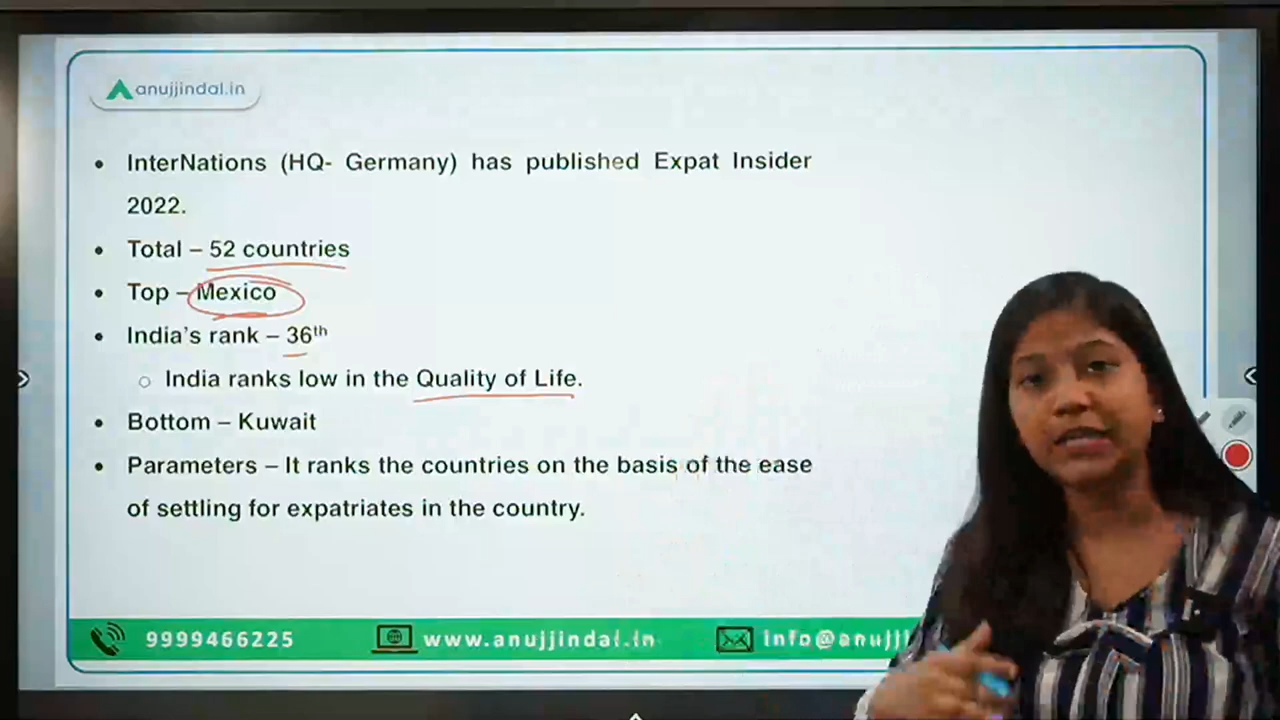 anujjindal.in
• InterNations (HQ- Germany) has published Expat Insider
2022.
• Total – 52 countries
• Top – Mexico
• India's rank – 36th
○ India ranks low in the Quality of Life.
• Bottom – Kuwait
• Parameters – It ranks the countries on the basis of the ease
of settling for expatriates in the country.
9999466225 www.anujjindal.in info@anujj